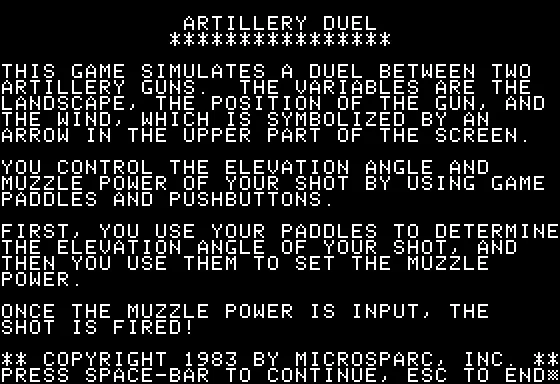 ARTILLERY DUEL
****************
THIS GAME SIMULATES A DUEL BETWEEN TWO
ARTILLERY GUNS.  THE VARIABLES ARE THE
LANDSCAPE, THE POSITION OF THE GUN, AND
THE WIND, WHICH IS SYMBOLIZED BY AN
ARROW IN THE UPPER PART OF THE SCREEN.
YOU CONTROL THE ELEVATION ANGLE AND
MUZZLE POWER OF YOUR SHOT BY USING GAME
PADDLES AND PUSHBUTTONS.
FIRST, YOU USE YOUR PADDLES TO DETERMINE
THE ELEVATION ANGLE OF YOUR SHOT, AND
THEN YOU USE THEM TO SET THE MUZZLE
POWER.
ONCE THE MUZZLE POWER IS INPUT, THE
SHOT IS FIRED!
** COPYRIGHT 1983 BY MICROSPARC, INC. **
PRESS SPACE-BAR TO CONTINUE, ESC TO END